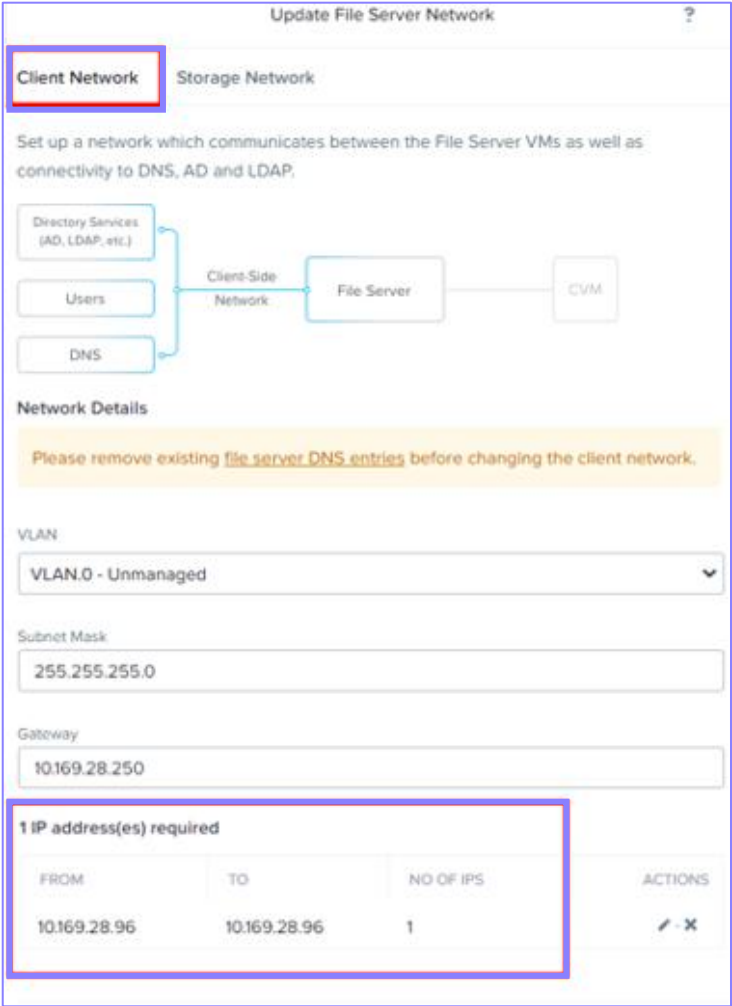 Update File Server Network ?
Client Network Storage Network
Set up a network which communicates between the File Server VMs as well as
connectivity to DNS, AD and LDAP.
Directory Services
(AD, LDAP, etc.)
Users
DNS
Client-Side
Network
File Server
CVM
Network Details
Please remove existing file server DNS entries before changing the client network.
VLAN
VLAN.0 - Unmanaged
Subnet Mask
255.255.255.0
Gateway
10.169.28.250
1 IP address(es) required
FROM TO NO OF IPS ACTIONS
10.169.28.96 10.169.28.96 1